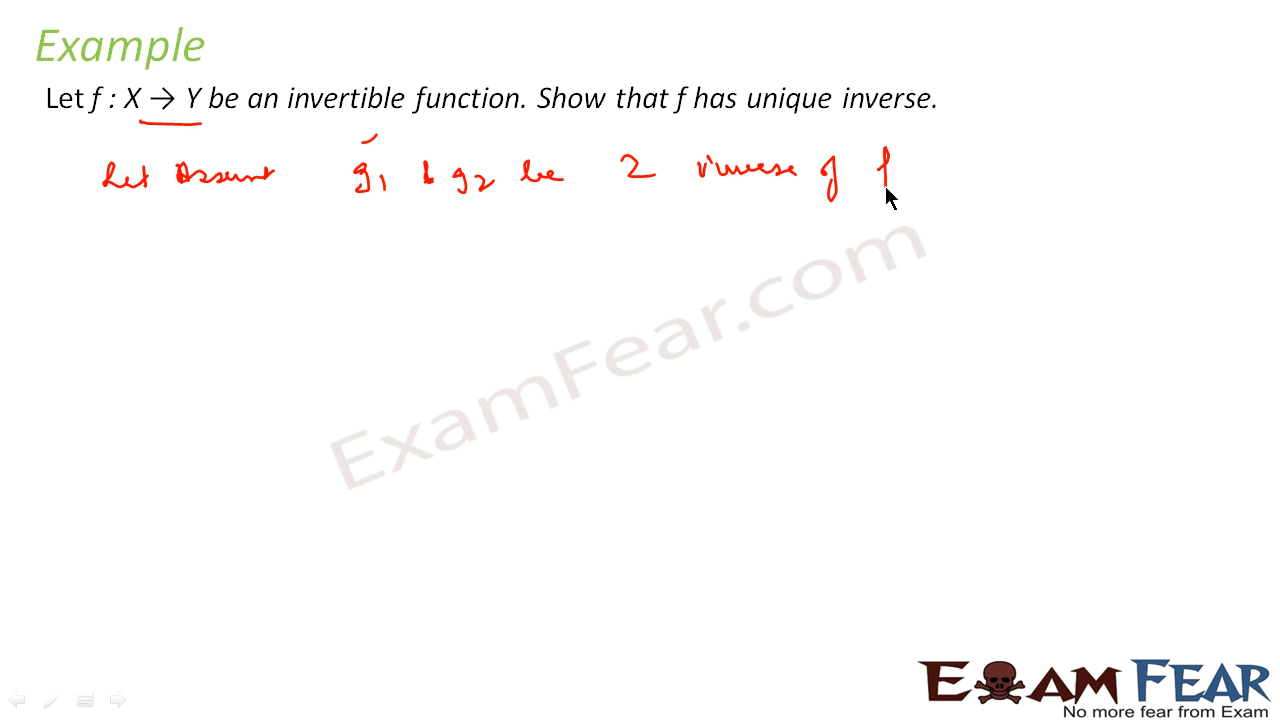 Example
Let f : X → Y be an invertible function. Show that f has unique inverse.
Let Assume g1 & g2 be 2 inverse of f
ExamFear.com
EXAM FEAR
No more fear from Exam